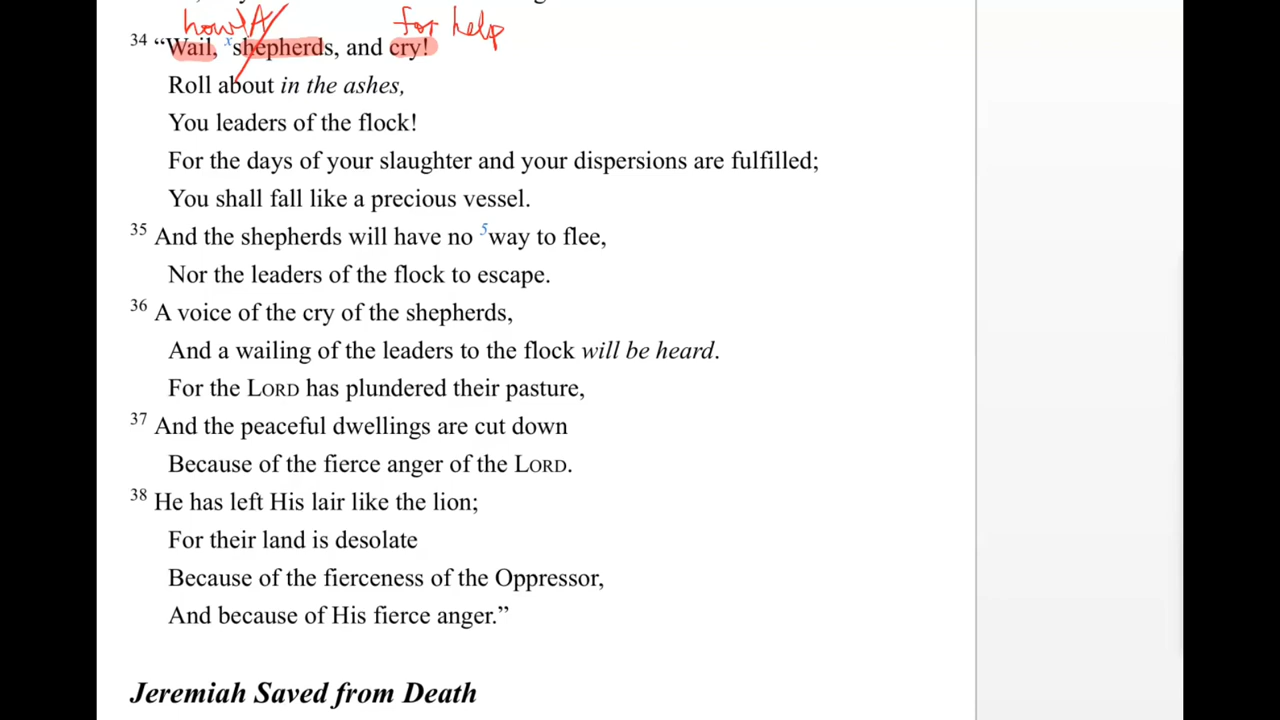 howl for help
34 “Wail, xshepherds, and cry!
Roll about in the ashes,
You leaders of the flock!
For the days of your slaughter and your dispersions are fulfilled;
You shall fall like a precious vessel.
35 And the shepherds will have no 5way to flee,
Nor the leaders of the flock to escape.
36 A voice of the cry of the shepherds,
And a wailing of the leaders to the flock will be heard.
For the LORD has plundered their pasture,
37 And the peaceful dwellings are cut down
Because of the fierce anger of the LORD.
38 He has left His lair like the lion;
For their land is desolate
Because of the fierceness of the Oppressor,
And because of His fierce anger.”
Jeremiah Saved from Death